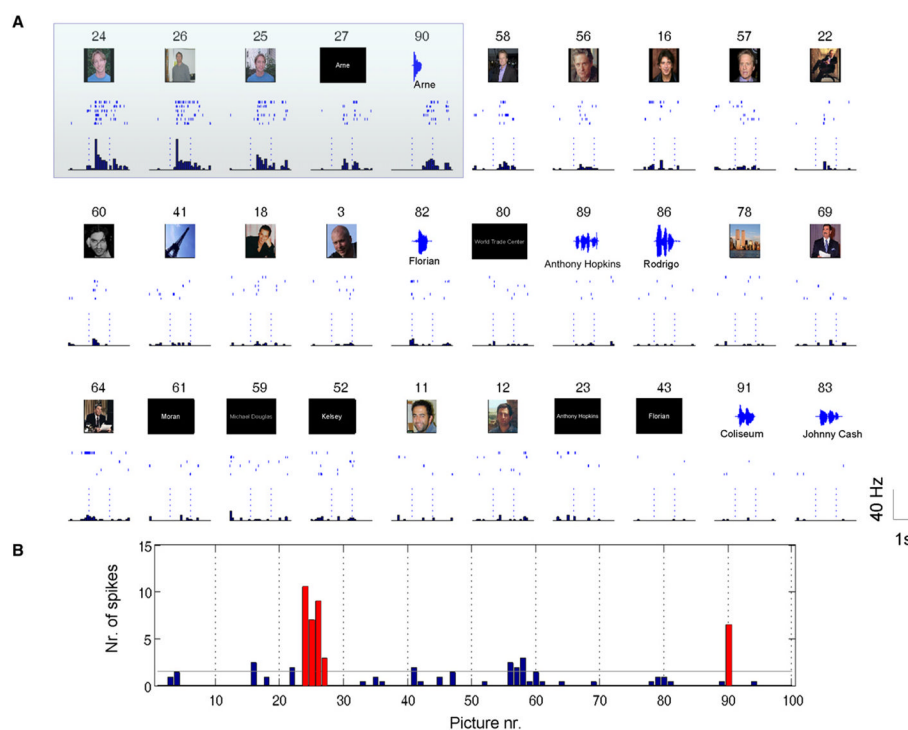 A
24 26 25 27 90 58 56 16 57 22
Arne
Arne
60 41 18 3 82 80 89 86 78 69
World Trade Center
Florian Anthony Hopkins Rodrigo
64 61 59 52 11 12 23 43 91 83
Moran Micheal Douglas Kelsey Anthony Hopkins Florian
Coliseum Johnny Cash
40 Hz
1s
B
15
10
5
0
Nr. of spikes
10 20 30 40 50 60 70 80 90 100
Picture nr.